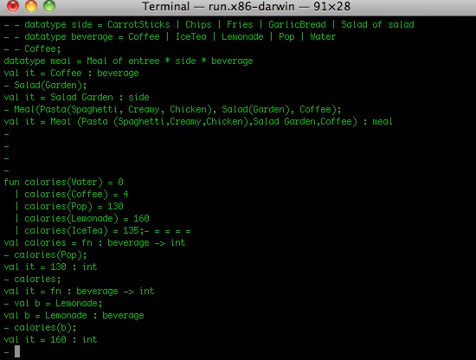 Terminal — run.x86-darwin — 91×28
- - datatype side = CarrotSticks | Chips | Fries | GarlicBread | Salad of salad
- - datatype beverage = Coffee | IceTea | Lemonade | Pop | Water
- - Coffee;
datatype meal = Meal of entree * side * beverage
val it = Coffee : beverage
- Salad(Garden);
val it = Salad Garden : side
- Meal(Pasta(Spaghetti, Creamy, Chicken), Salad(Garden), Coffee);
val it = Meal (Pasta (Spaghetti,Creamy,Chicken),Salad Garden,Coffee) : meal
-
-
-
-
fun calories(Water) = 0
| calories(Coffee) = 4
| calories(Pop) = 130
| calories(Lemonade) = 160
| calories(IceTea) = 135;- = = = =
val calories = fn : beverage -> int
- calories(Pop);
val it = 130 : int
- calories;
val it = fn : beverage -> int
- val b = Lemonade;
val b = Lemonade : beverage
- calories(b);
val it = 160 : int
-